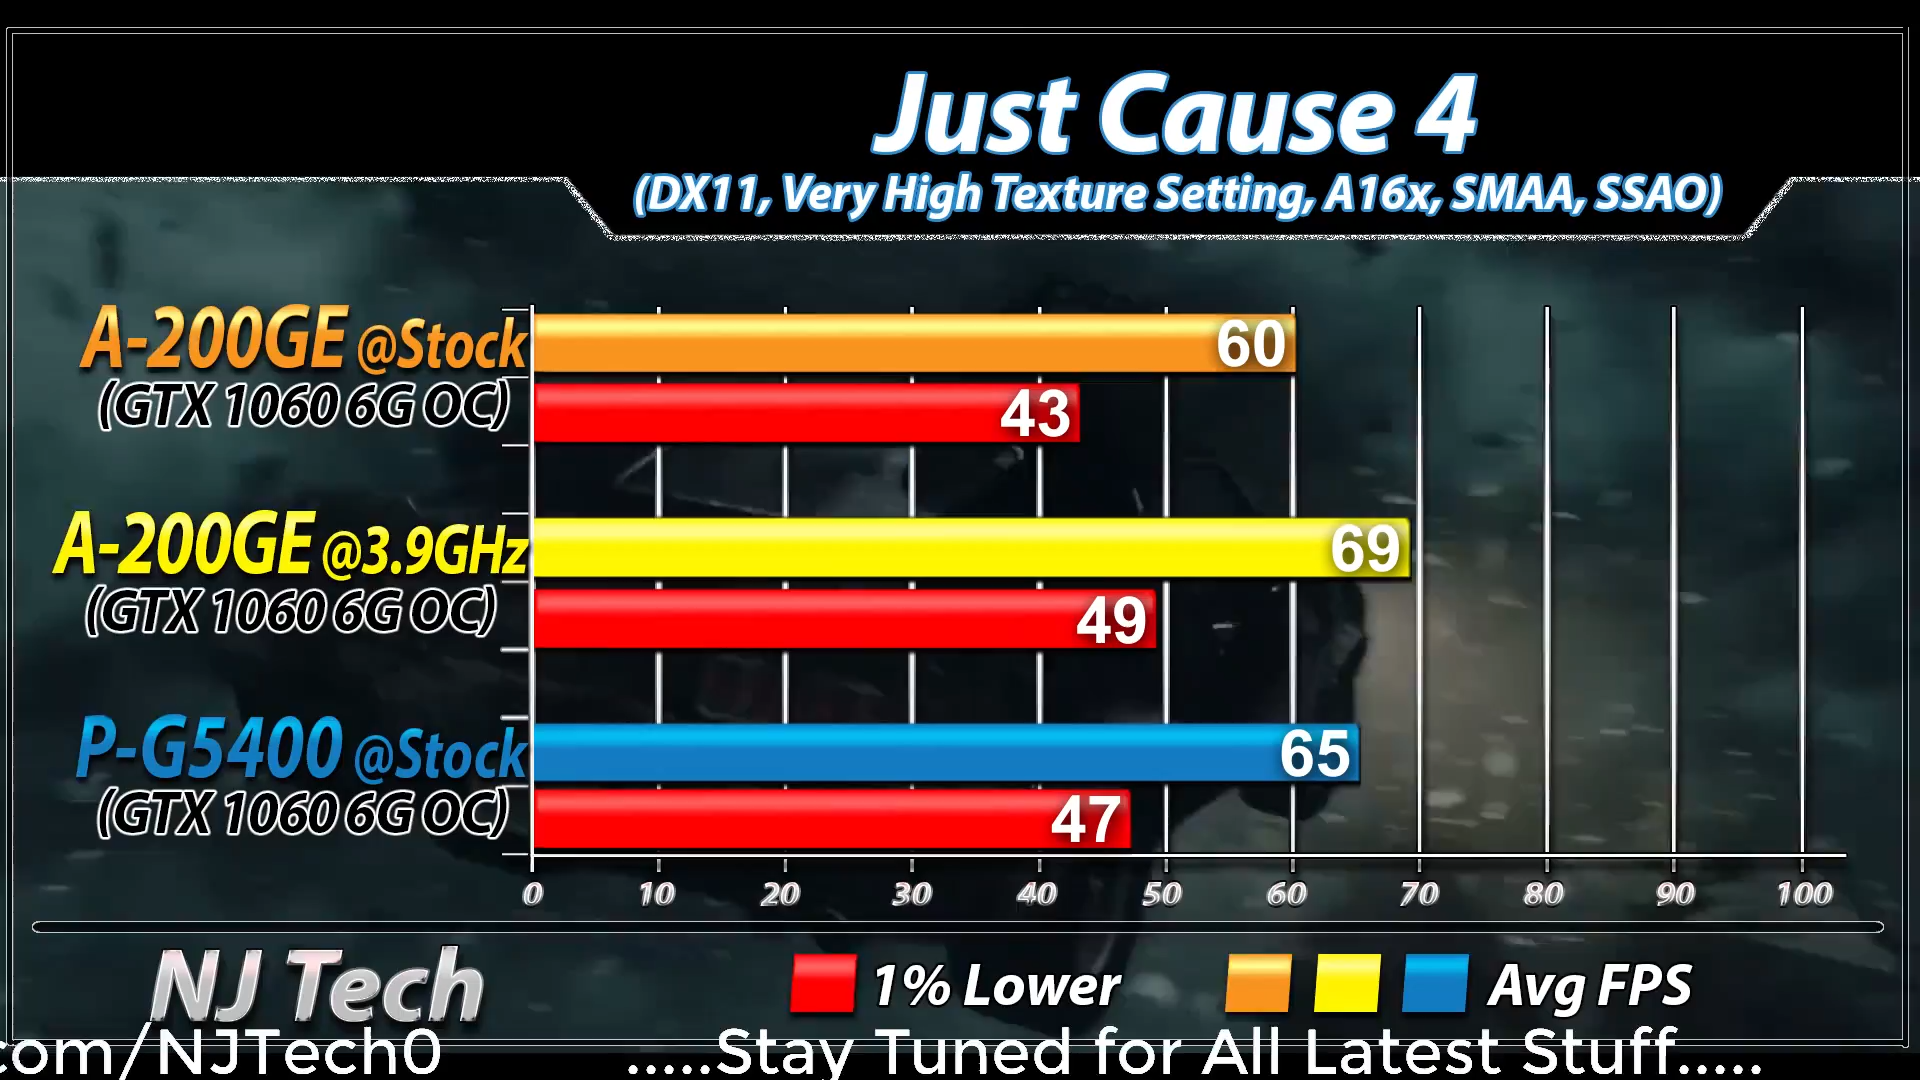 Just Cause 4
(DX11, Very High Texture Setting, A16x, SMAA, SSAO)
A-200GE @Stock
(GTX 1060 6G OC)
60
43
A-200GE @3.9GHz
(GTX 1060 6G OC)
69
49
P-G5400 @Stock
(GTX 1060 6G OC)
65
47
0 10 20 30 40 50 60 70 80 90 100
NJ Tech
1% Lower
Avg FPS
com/NJTech0 .....Stay Tuned for All Latest Stuff.....